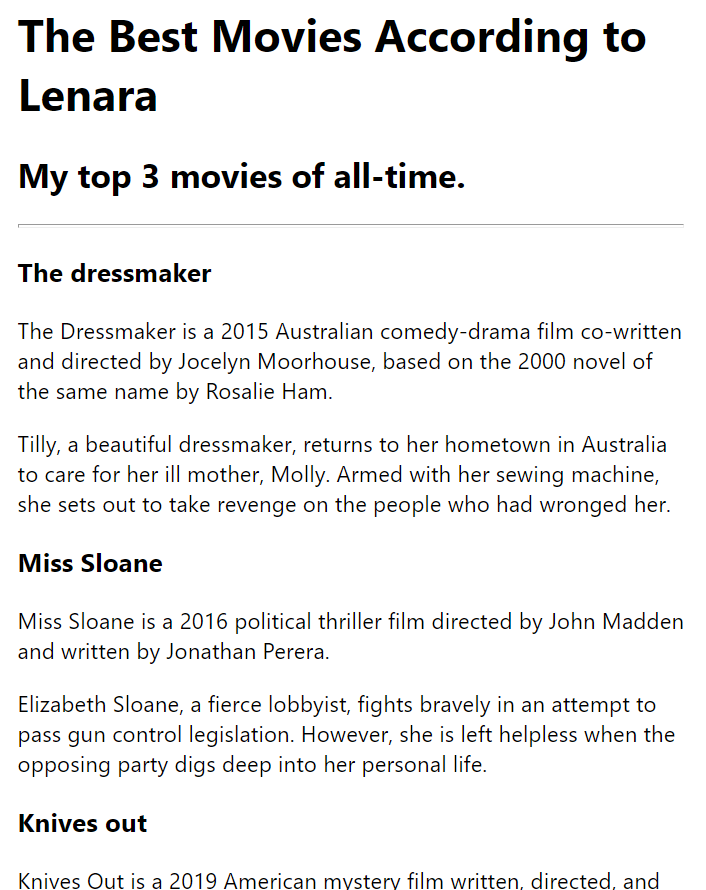 The Best Movies According to
Lenara
My top 3 movies of all-time.
The dressmaker
The Dressmaker is a 2015 Australian comedy-drama film co-written
and directed by Jocelyn Moorhouse, based on the 2000 novel of
the same name by Rosalie Ham.
Tilly, a beautiful dressmaker, returns to her hometown in Australia
to care for her ill mother, Molly. Armed with her sewing machine,
she sets out to take revenge on the people who had wronged her.
Miss Sloane
Miss Sloane is a 2016 political thriller film directed by John Madden
and written by Jonathan Perera.
Elizabeth Sloane, a fierce lobbyist, fights bravely in an attempt to
pass gun control legislation. However, she is left helpless when the
opposing party digs deep into her personal life.
Knives out
Knives Out is a 2019 American mystery film written, directed, and